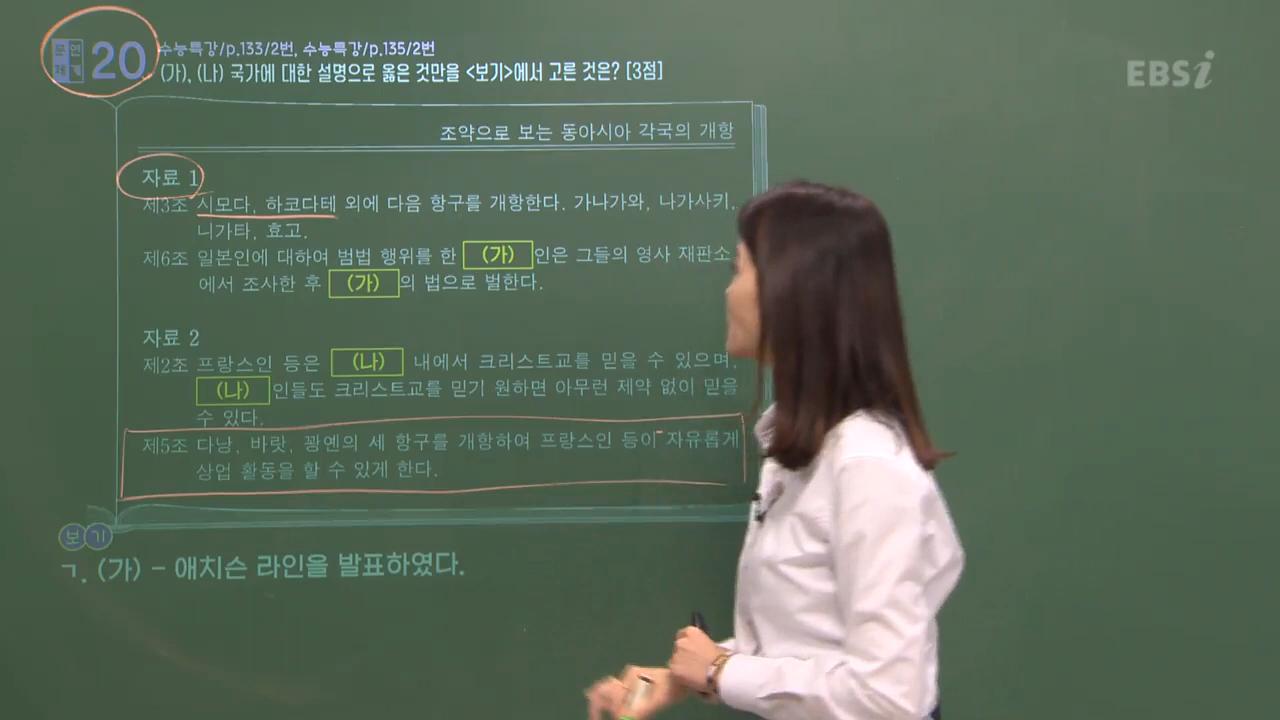 문연제계 20. 수능특강/p.133/2번, 수능특강/p.135/2번
(가), (나) 국가에 대한 설명으로 옳은 것만을 <보기>에서 고른 것은? [3점]
EBSi
조약으로 보는 동아시아 각국의 개항
자료 1
제3조 시모다, 하코다테 외에 다음 항구를 개항한다. 가나가와, 나가사키,
니가타, 효고.
제6조 일본인에 대하여 범법 행위를 한 (가) 인은 그들의 영사 재판소
에서 조사한 후 (가) 의 법으로 벌한다.
자료 2
제2조 프랑스인 등은 (나) 내에서 크리스트교를 믿을 수 있으며,
(나) 인들도 크리스트교를 믿기 원하면 아무런 제약 없이 믿을
수 있다.
제5조 다낭, 바랏, 꽝옌의 세 항구를 개항하여 프랑스인 등이 자유롭게
상업 활동을 할 수 있게 한다.
보기
ㄱ. (가) - 애치슨 라인을 발표하였다.